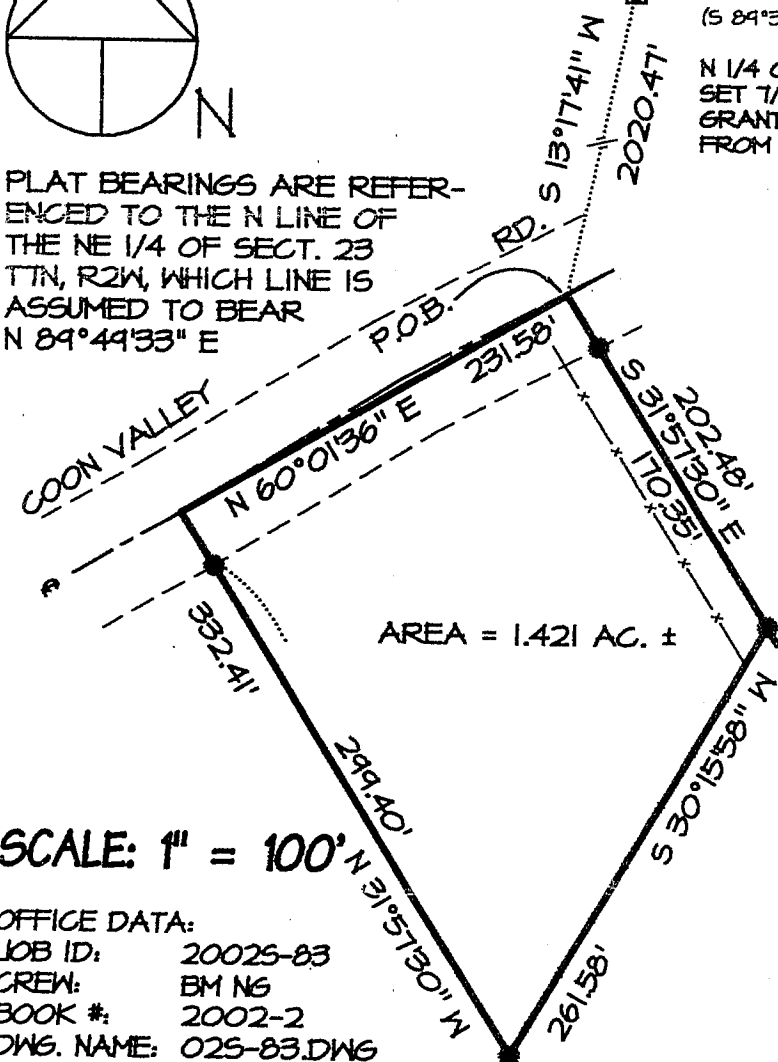 N
PLAT BEARINGS ARE REFER-
ENCED TO THE N LINE OF
THE NE 1/4 OF SECT. 23
T7N, R2W, WHICH LINE IS
ASSUMED TO BEAR
N 89°49'33" E
(S 89°3
N 1/4 C
SET 7/
GRANT
FROM
S 13°17'41" W
2020.47'
COON VALLEY RD.
P.O.B.
231.58'
N 60°01'36" E
202.48'
S 31°57'30" E
170.35'
AREA = 1.421 AC. ±
332.41'
299.40'
N 31°57'30" W
S 30°15'58" W
261.58'
SCALE: 1" = 100'
OFFICE DATA:
JOB ID: 2002S-83
CREW: BM NG
BOOK #: 2002-2
DWG. NAME: 02S-83.DWG